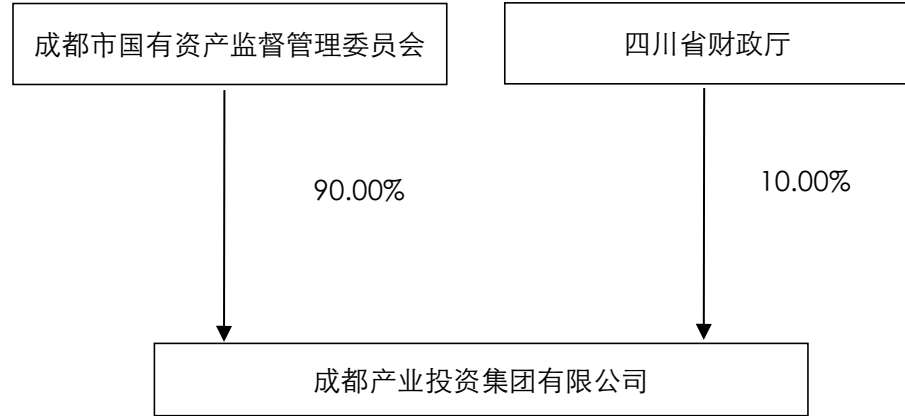 成都市国有资产监督管理委员会
四川省财政厅
90.00%
10.00%
成都产业投资集团有限公司